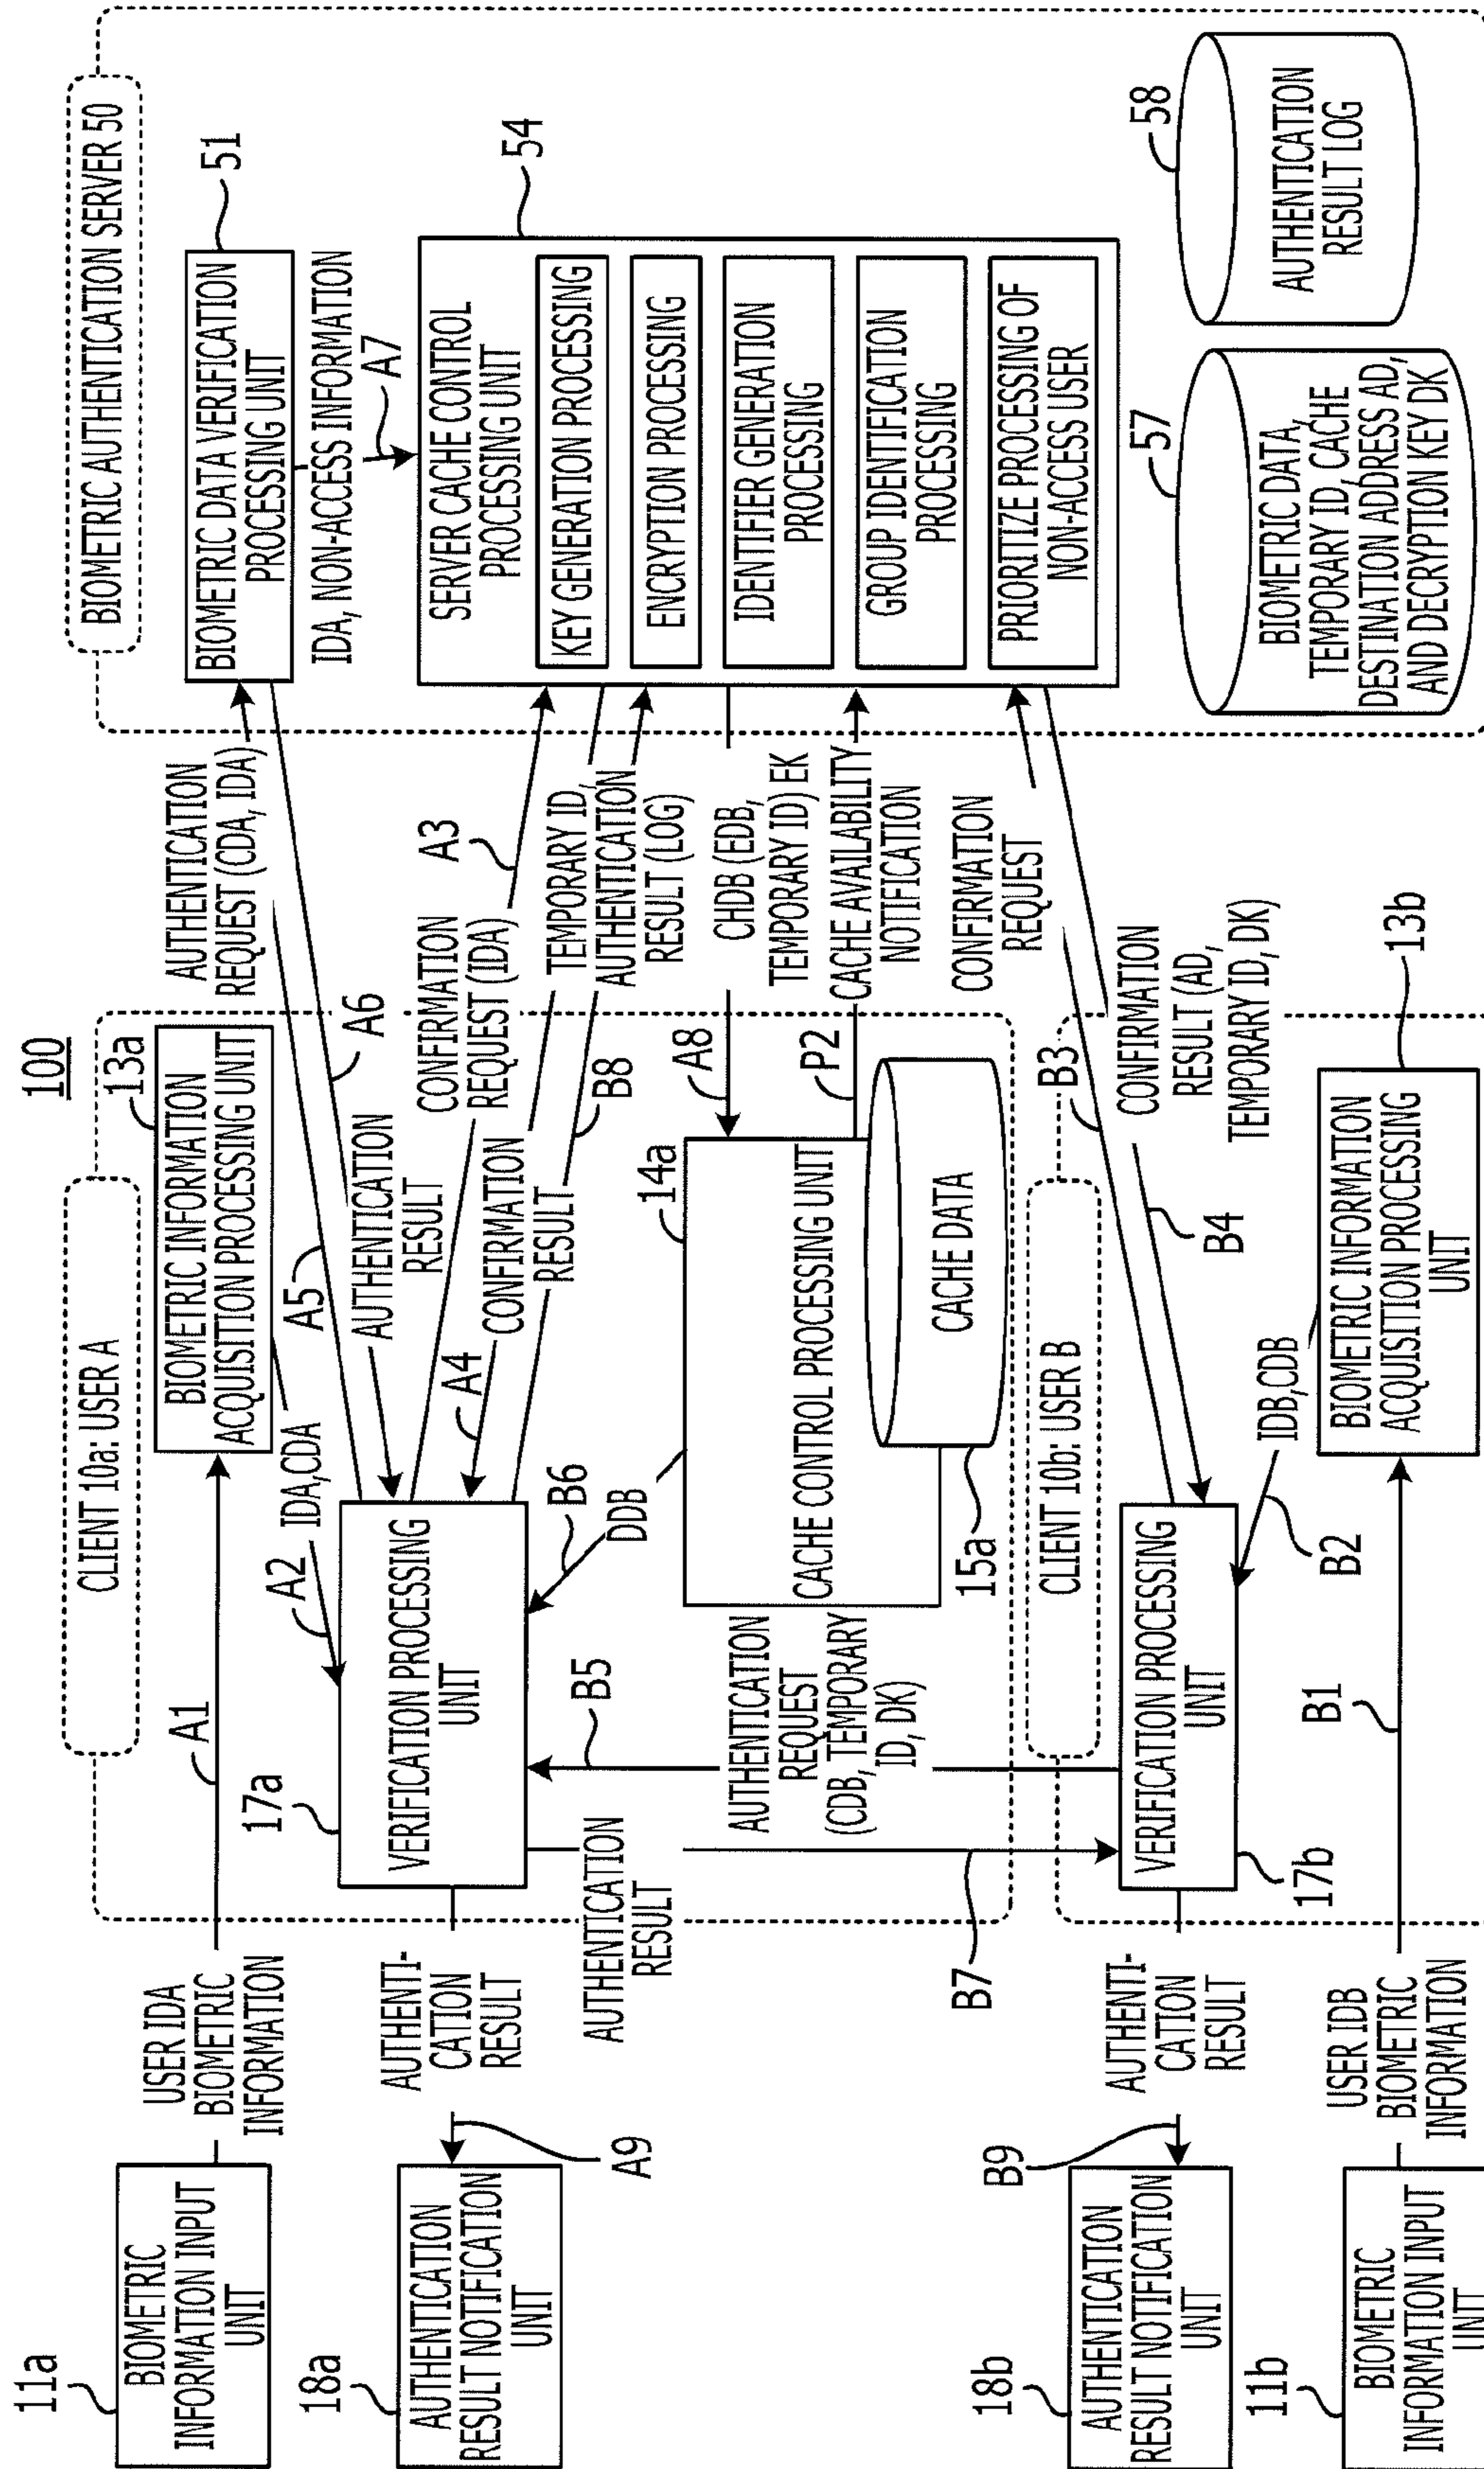 100
CLIENT 10a: USER A
BIOMETRIC AUTHENTICATION SERVER 50
11a
BIOMETRIC
INFORMATION INPUT
UNIT
USER IDA
BIOMETRIC
INFORMATION
A1
13a
BIOMETRIC INFORMATION
ACQUISITION PROCESSING UNIT
A2
IDA,CDA
A5
AUTHENTICATION
REQUEST (CDA, IDA)
A6
AUTHENTICATION
RESULT
51
BIOMETRIC DATA VERIFICATION
PROCESSING UNIT
IDA, NON-ACCESS INFORMATION
A7
17a
VERIFICATION PROCESSING
UNIT
18a
AUTHENTICATION
RESULT NOTIFICATION
UNIT
AUTHENTI-
CATION
RESULT
A9
CONFIRMATION
REQUEST (IDA)
A3
A4
CONFIRMATION
RESULT
TEMPORARY ID,
AUTHENTICATION
RESULT (LOG)
B8
54
SERVER CACHE CONTROL
PROCESSING UNIT
KEY GENERATION PROCESSING
ENCRYPTION PROCESSING
IDENTIFIER GENERATION
PROCESSING
GROUP IDENTIFICATION
PROCESSING
PRIORITIZE PROCESSING OF
NON-ACCESS USER
AUTHENTICATION
RESULT
B7
B5
AUTHENTICATION
REQUEST
(CDB, TEMPORARY
ID, DK)
B6
DDB
14a
CACHE CONTROL PROCESSING UNIT
15a
CACHE DATA
A8
CHDB (EDB,
TEMPORARY ID) EK
P2
CACHE AVAILABILITY
NOTIFICATION
CLIENT 10b: USER B
B3
CONFIRMATION
REQUEST
B4
CONFIRMATION
RESULT (AD,
TEMPORARY ID, DK)
17b
VERIFICATION PROCESSING
UNIT
18b
AUTHENTICATION
RESULT NOTIFICATION
UNIT
AUTHENTI-
CATION
RESULT
B9
11b
BIOMETRIC
INFORMATION INPUT
UNIT
USER IDB
BIOMETRIC
INFORMATION
B1
B2
IDB,CDB
13b
BIOMETRIC INFORMATION
ACQUISITION PROCESSING
UNIT
57
BIOMETRIC DATA,
TEMPORARY ID, CACHE
DESTINATION ADDRESS AD,
AND DECRYPTION KEY DK
58
AUTHENTICATION
RESULT LOG